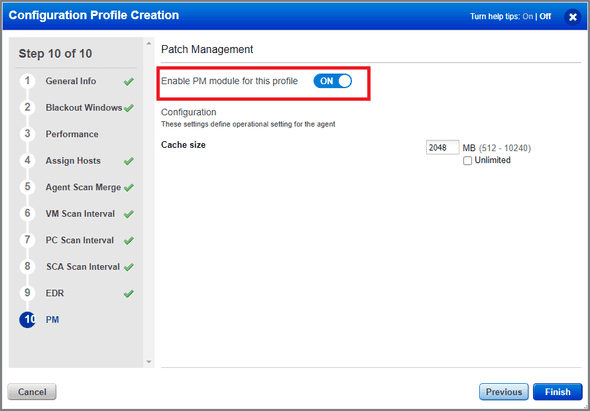 Configuration Profile Creation
Turn help tips: On | Off
Step 10 of 10
1 General Info
2 Blackout Windows
3 Performance
4 Assign Hosts
5 Agent Scan Merge
6 VM Scan Interval
7 PC Scan Interval
8 SCA Scan Interval
9 EDR
10 PM
Patch Management
Enable PM module for this profile ON
Configuration
These settings define operational setting for the agent
Cache size 2048 MB (512 - 10240)
Unlimited
Cancel Previous Finish